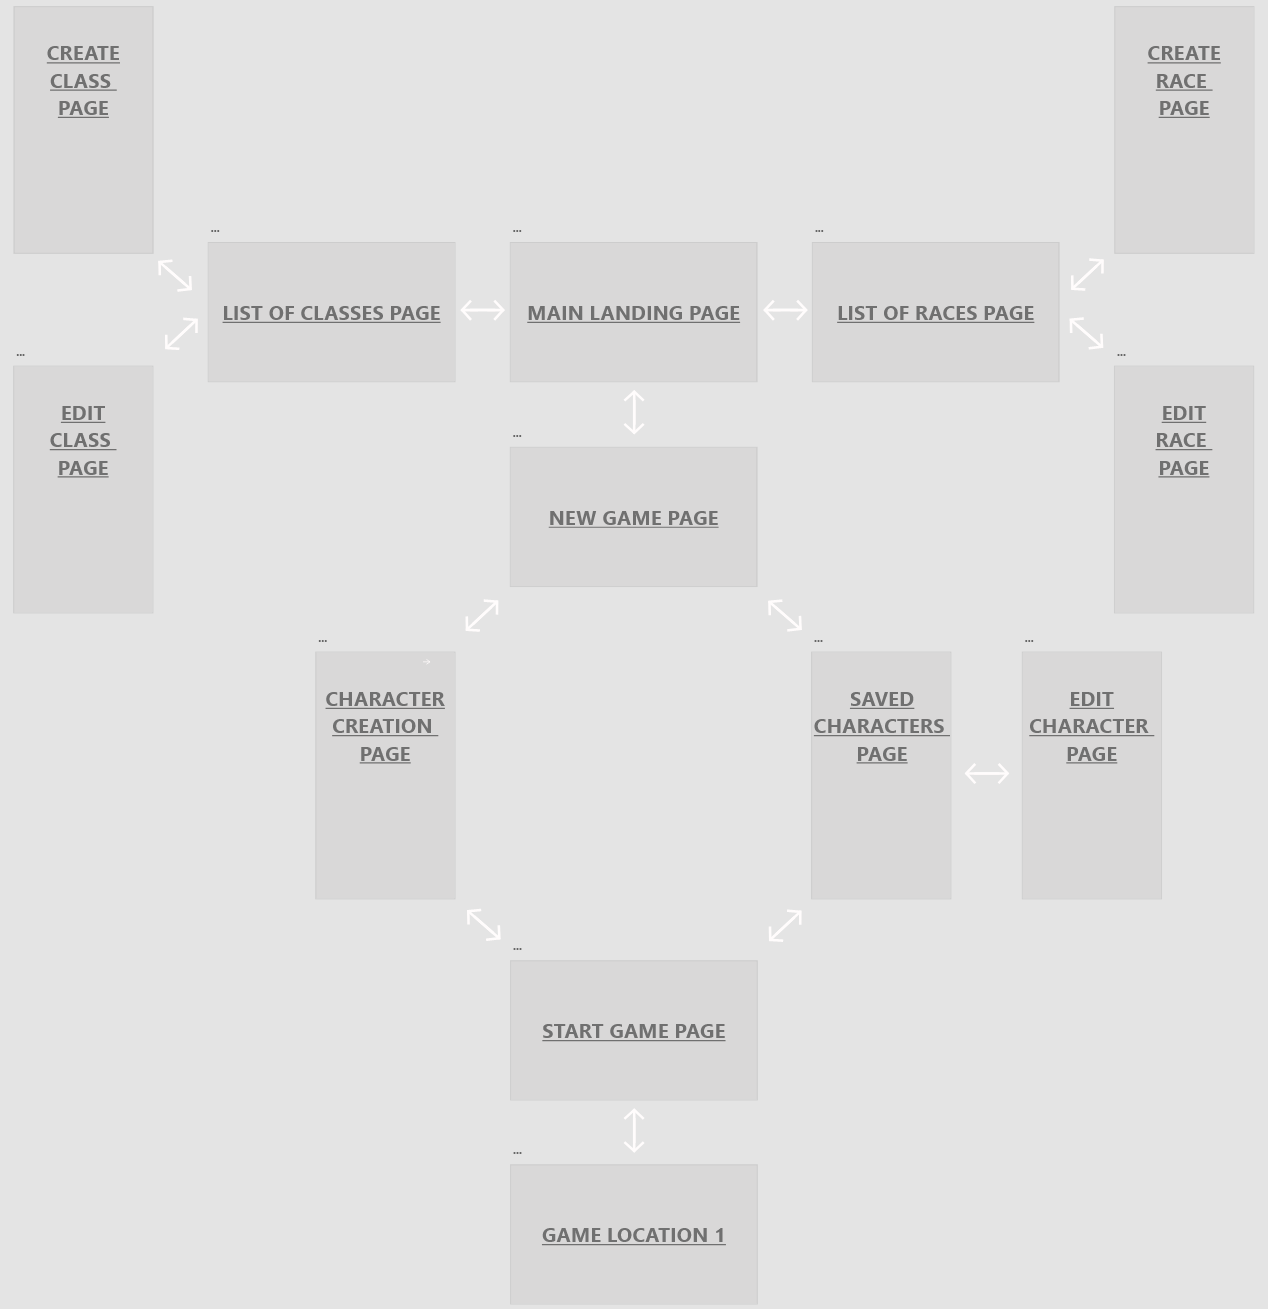 CREATE
CLASS
PAGE
CREATE
RACE
PAGE
...
LIST OF CLASSES PAGE
...
MAIN LANDING PAGE
...
LIST OF RACES PAGE
...
EDIT
CLASS
PAGE
...
EDIT
RACE
PAGE
...
NEW GAME PAGE
...
CHARACTER
CREATION
PAGE
...
SAVED
CHARACTERS
PAGE
...
EDIT
CHARACTER
PAGE
...
START GAME PAGE
...
GAME LOCATION 1